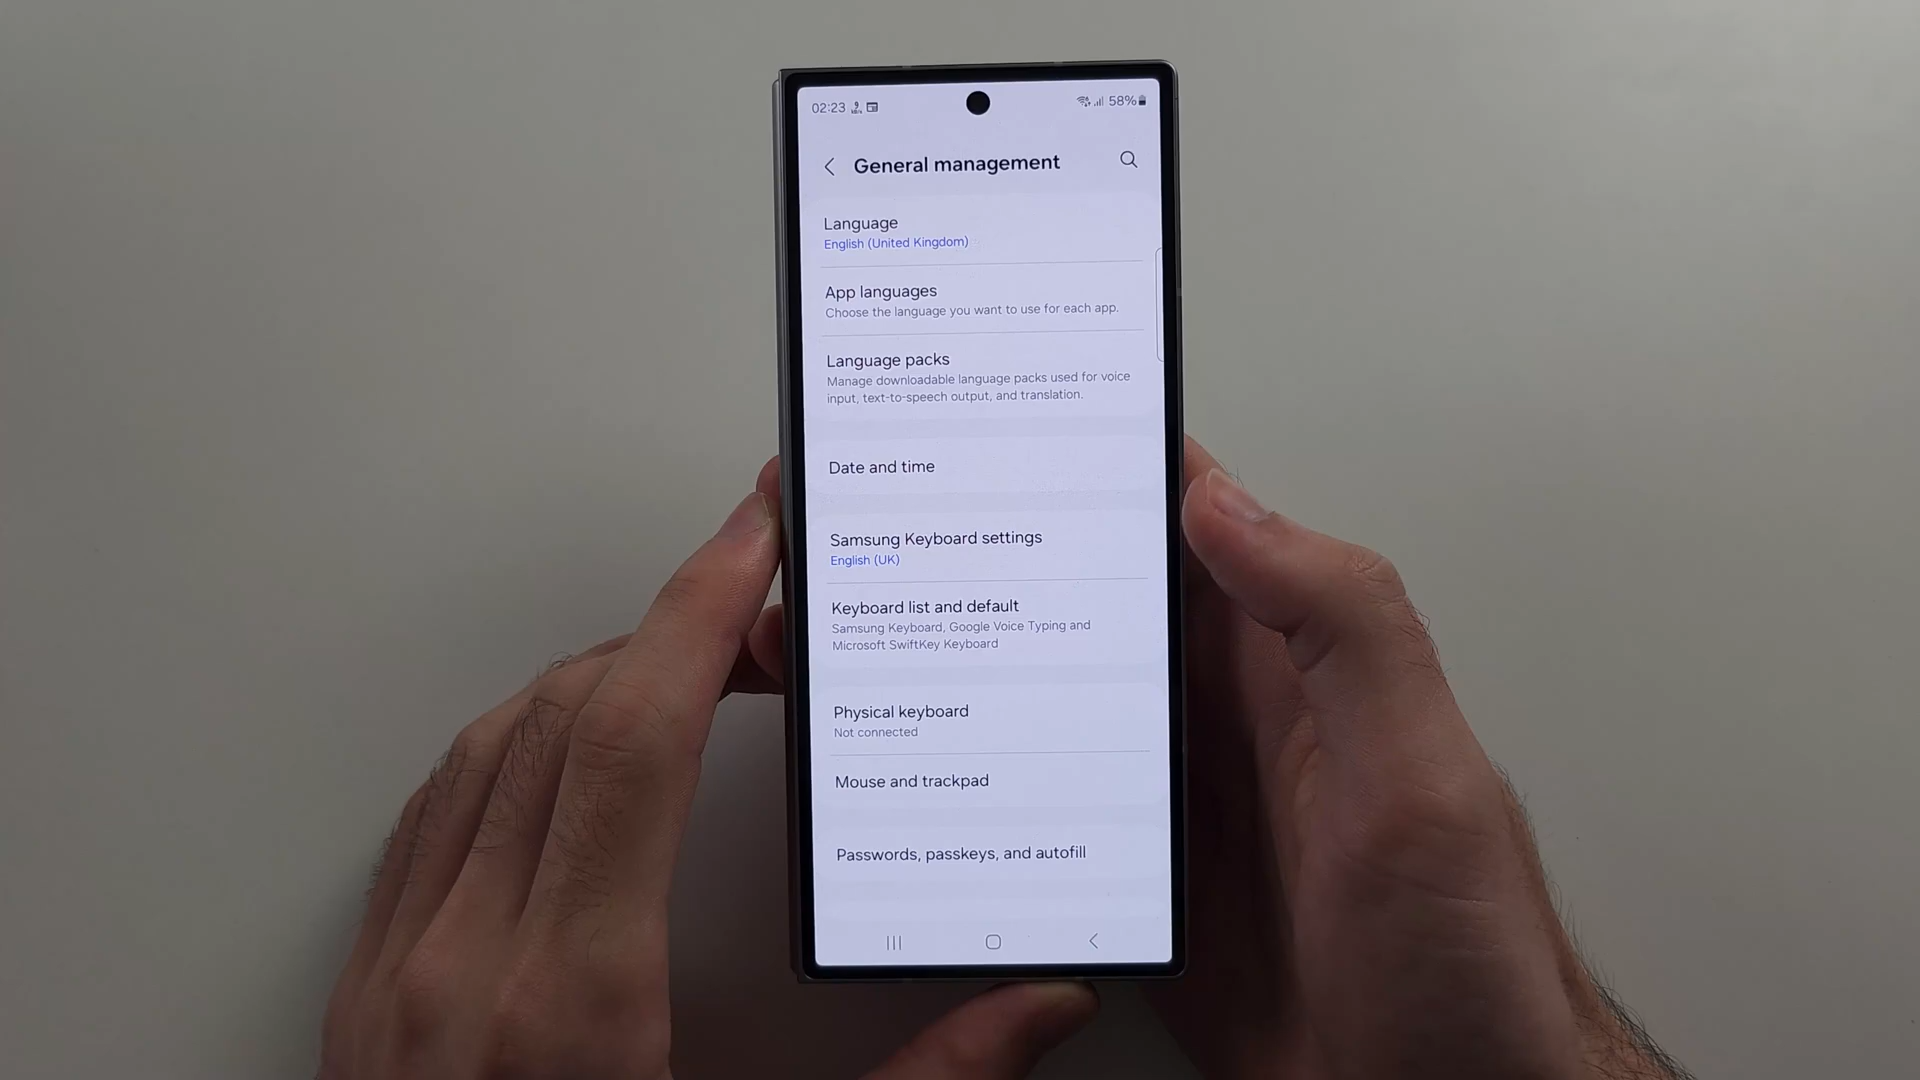 02:23
58%
General management
Language
English (United Kingdom)
App languages
Choose the language you want to use for each app.
Language packs
Manage downloadable language packs used for voice
input, text-to-speech output, and translation.
Date and time
Samsung Keyboard settings
English (UK)
Keyboard list and default
Samsung Keyboard, Google Voice Typing and
Microsoft SwiftKey Keyboard
Physical keyboard
Not connected
Mouse and trackpad
Passwords, passkeys, and autofill